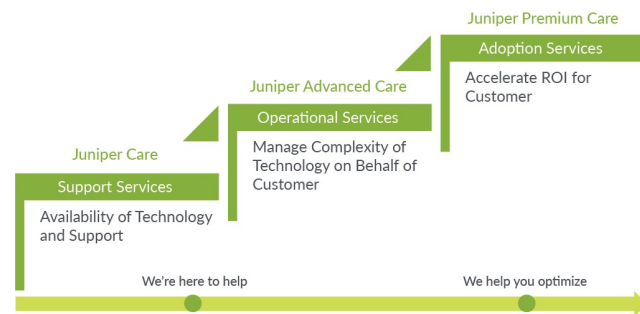 Juniper Premium Care
Adoption Services
Accelerate ROI for
Customer
Juniper Advanced Care
Operational Services
Manage Complexity of
Technology on Behalf of
Customer
Juniper Care
Support Services
Availability of Technology
and Support
We're here to help
We help you optimize